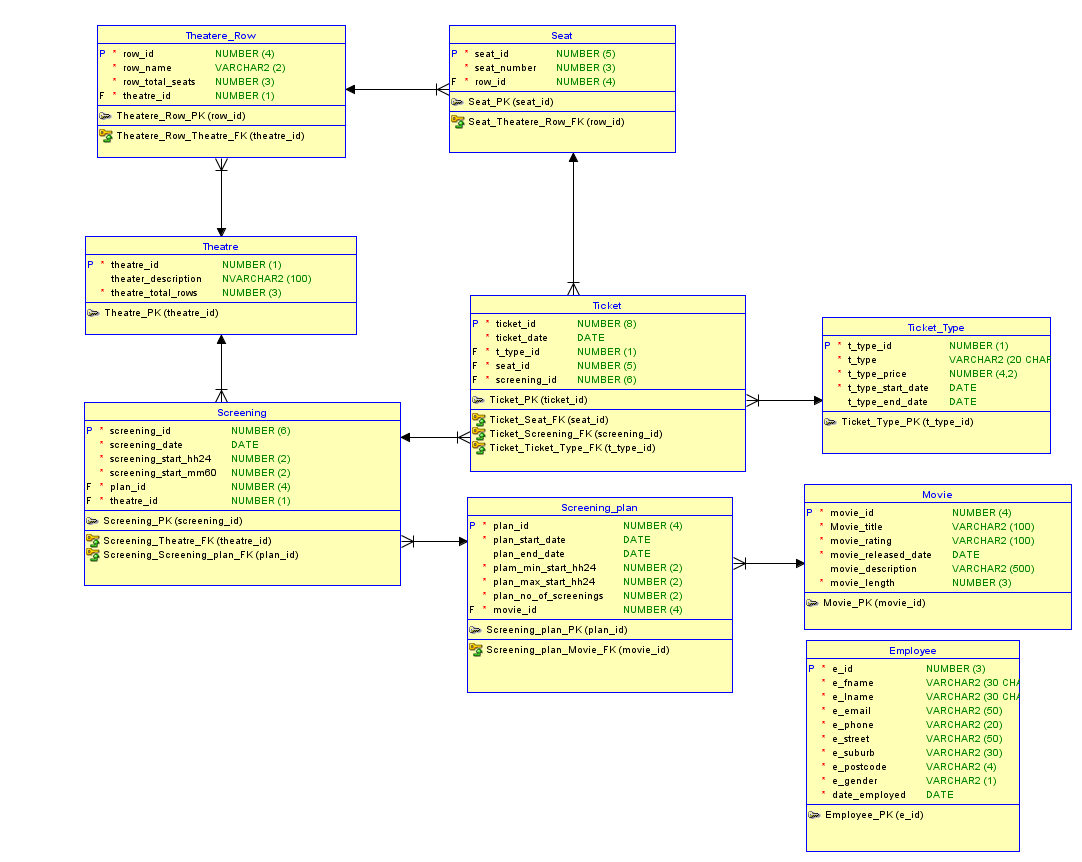 Theatere_Row
P * row_id NUMBER (4)
* row_name VARCHAR2 (2)
* row_total_seats NUMBER (3)
F * theatre_id NUMBER (1)
Theatere_Row_PK (row_id)
Theatere_Row_Theatre_FK (theatre_id)
Seat
P * seat_id NUMBER (5)
* seat_number NUMBER (3)
F * row_id NUMBER (4)
Seat_PK (seat_id)
Seat_Theatere_Row_FK (row_id)
Theatre
P * theatre_id NUMBER (1)
theater_description NVARCHAR2 (100)
* theatre_total_rows NUMBER (3)
Theatre_PK (theatre_id)
Ticket
P * ticket_id NUMBER (8)
* ticket_date DATE
F * t_type_id NUMBER (1)
F * seat_id NUMBER (5)
F * screening_id NUMBER (6)
Ticket_PK (ticket_id)
Ticket_Seat_FK (seat_id)
Ticket_Screening_FK (screening_id)
Ticket_Ticket_Type_FK (t_type_id)
Ticket_Type
P * t_type_id NUMBER (1)
* t_type VARCHAR2 (20 CHAR
* t_type_price NUMBER (4,2)
* t_type_start_date DATE
t_type_end_date DATE
Ticket_Type_PK (t_type_id)
Screening
P * screening_id NUMBER (6)
* screening_date DATE
* screening_start_hh24 NUMBER (2)
* screening_start_mm60 NUMBER (2)
F * plan_id NUMBER (4)
F * theatre_id NUMBER (1)
Screening_PK (screening_id)
Screening_Theatre_FK (theatre_id)
Screening_Screening_plan_FK (plan_id)
Screening_plan
P * plan_id NUMBER (4)
* plan_start_date DATE
plan_end_date DATE
* plam_min_start_hh24 NUMBER (2)
* plan_max_start_hh24 NUMBER (2)
* plan_no_of_screenings NUMBER (2)
F * movie_id NUMBER (4)
Screening_plan_PK (plan_id)
Screening_plan_Movie_FK (movie_id)
Movie
P * movie_id NUMBER (4)
* Movie_title VARCHAR2 (100)
* movie_rating VARCHAR2 (100)
* movie_released_date DATE
movie_description VARCHAR2 (500)
* movie_length NUMBER (3)
Movie_PK (movie_id)
Employee
P * e_id NUMBER (3)
* e_fname VARCHAR2 (30 CHA
* e_lname VARCHAR2 (30 CHA
* e_email VARCHAR2 (50)
* e_phone VARCHAR2 (20)
* e_street VARCHAR2 (50)
* e_suburb VARCHAR2 (30)
* e_postcode VARCHAR2 (4)
* e_gender VARCHAR2 (1)
* date_employed DATE
Employee_PK (e_id)